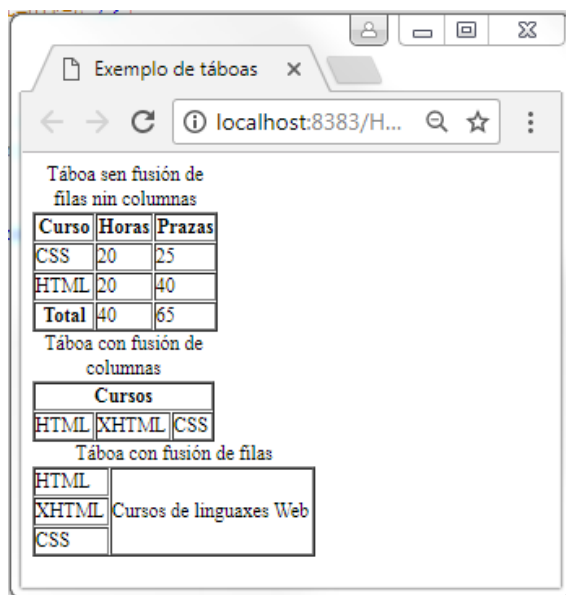 Exemplo de táboas
localhost:8383/H...
Táboa sen fusión de
filas nin columnas
Curso Horas Prazas
CSS 20 25
HTML 20 40
Total 40 65
Táboa con fusión de
columnas
Cursos
HTML XHTML CSS
Táboa con fusión de filas
HTML
XHTML Cursos de linguaxes Web
CSS